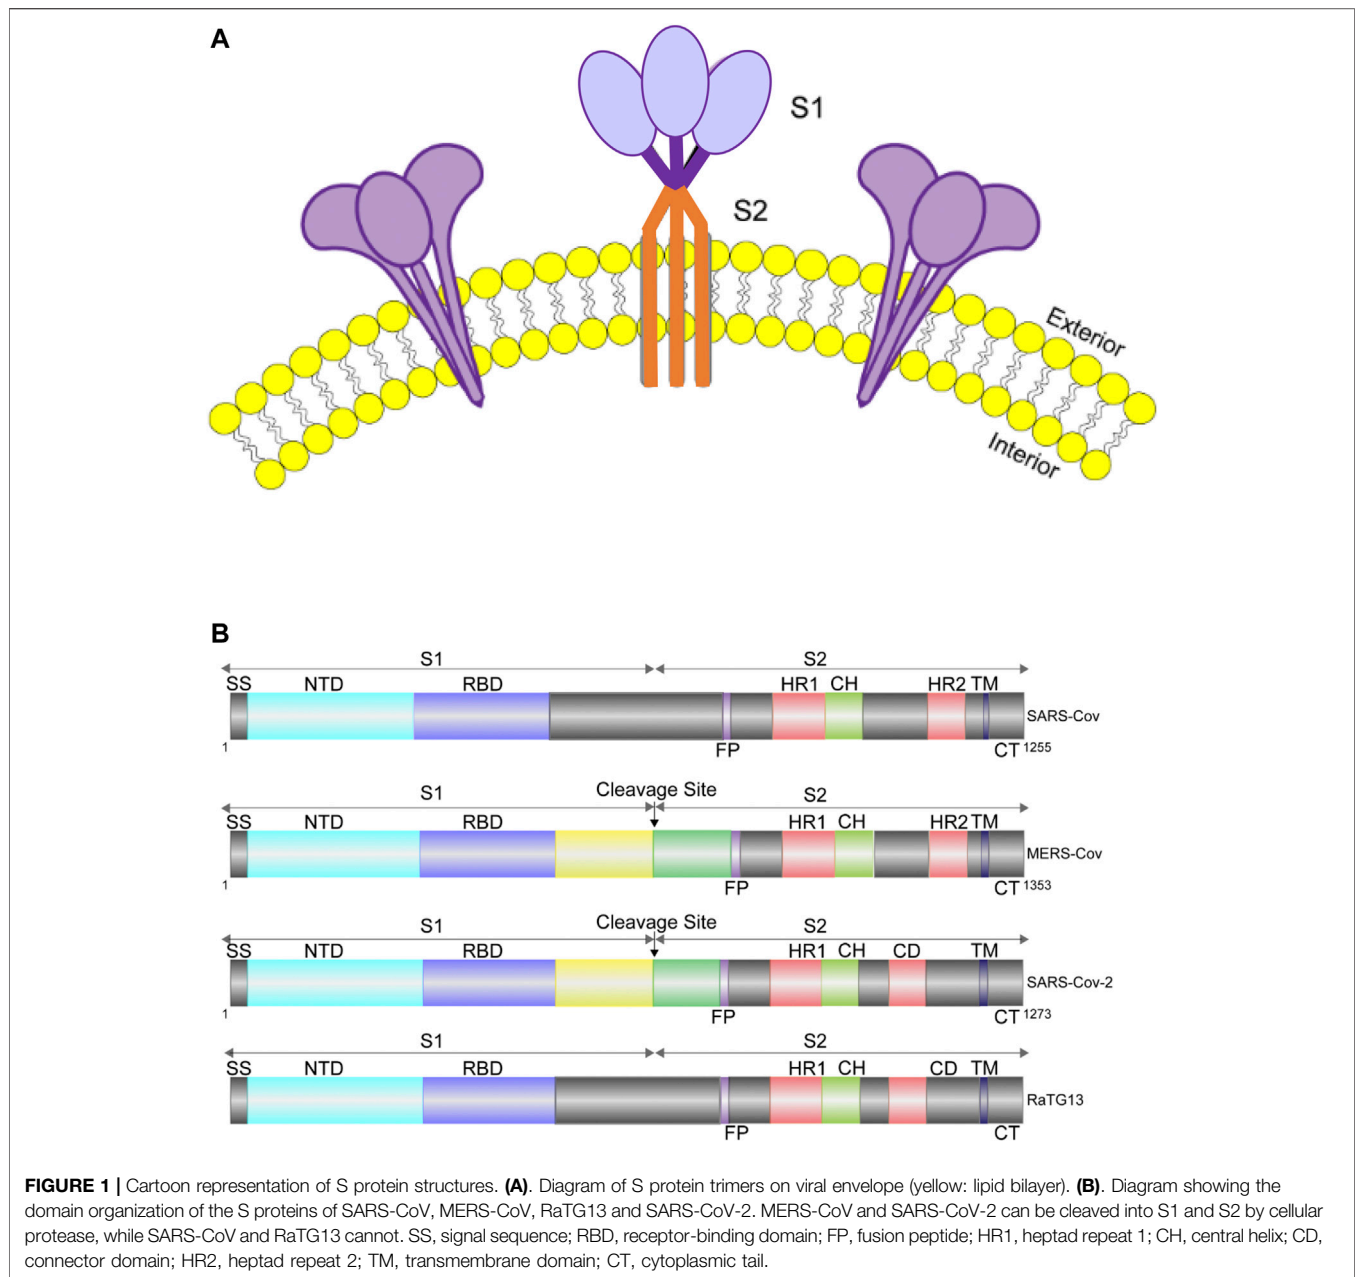 A
S1
S2
Exterior
Interior
B
S1 S2
SS NTD RBD HR1 CH HR2 TM
SARS-Cov
1 FP CT 1255
Cleavage Site
S1 S2
SS NTD RBD HR1 CH HR2 TM
MERS-Cov
1 FP CT 1353
Cleavage Site
S1 S2
SS NTD RBD HR1 CH CD TM
SARS-Cov-2
1 FP CT 1273
S1 S2
SS NTD RBD HR1 CH CD TM
RaTG13
FP CT
FIGURE 1 | Cartoon representation of S protein structures. (A). Diagram of S protein trimers on viral envelope (yellow: lipid bilayer). (B). Diagram showing the
domain organization of the S proteins of SARS-CoV, MERS-CoV, RaTG13 and SARS-CoV-2. MERS-CoV and SARS-CoV-2 can be cleaved into S1 and S2 by cellular
protease, while SARS-CoV and RaTG13 cannot. SS, signal sequence; RBD, receptor-binding domain; FP, fusion peptide; HR1, heptad repeat 1; CH, central helix; CD,
connector domain; HR2, heptad repeat 2; TM, transmembrane domain; CT, cytoplasmic tail.